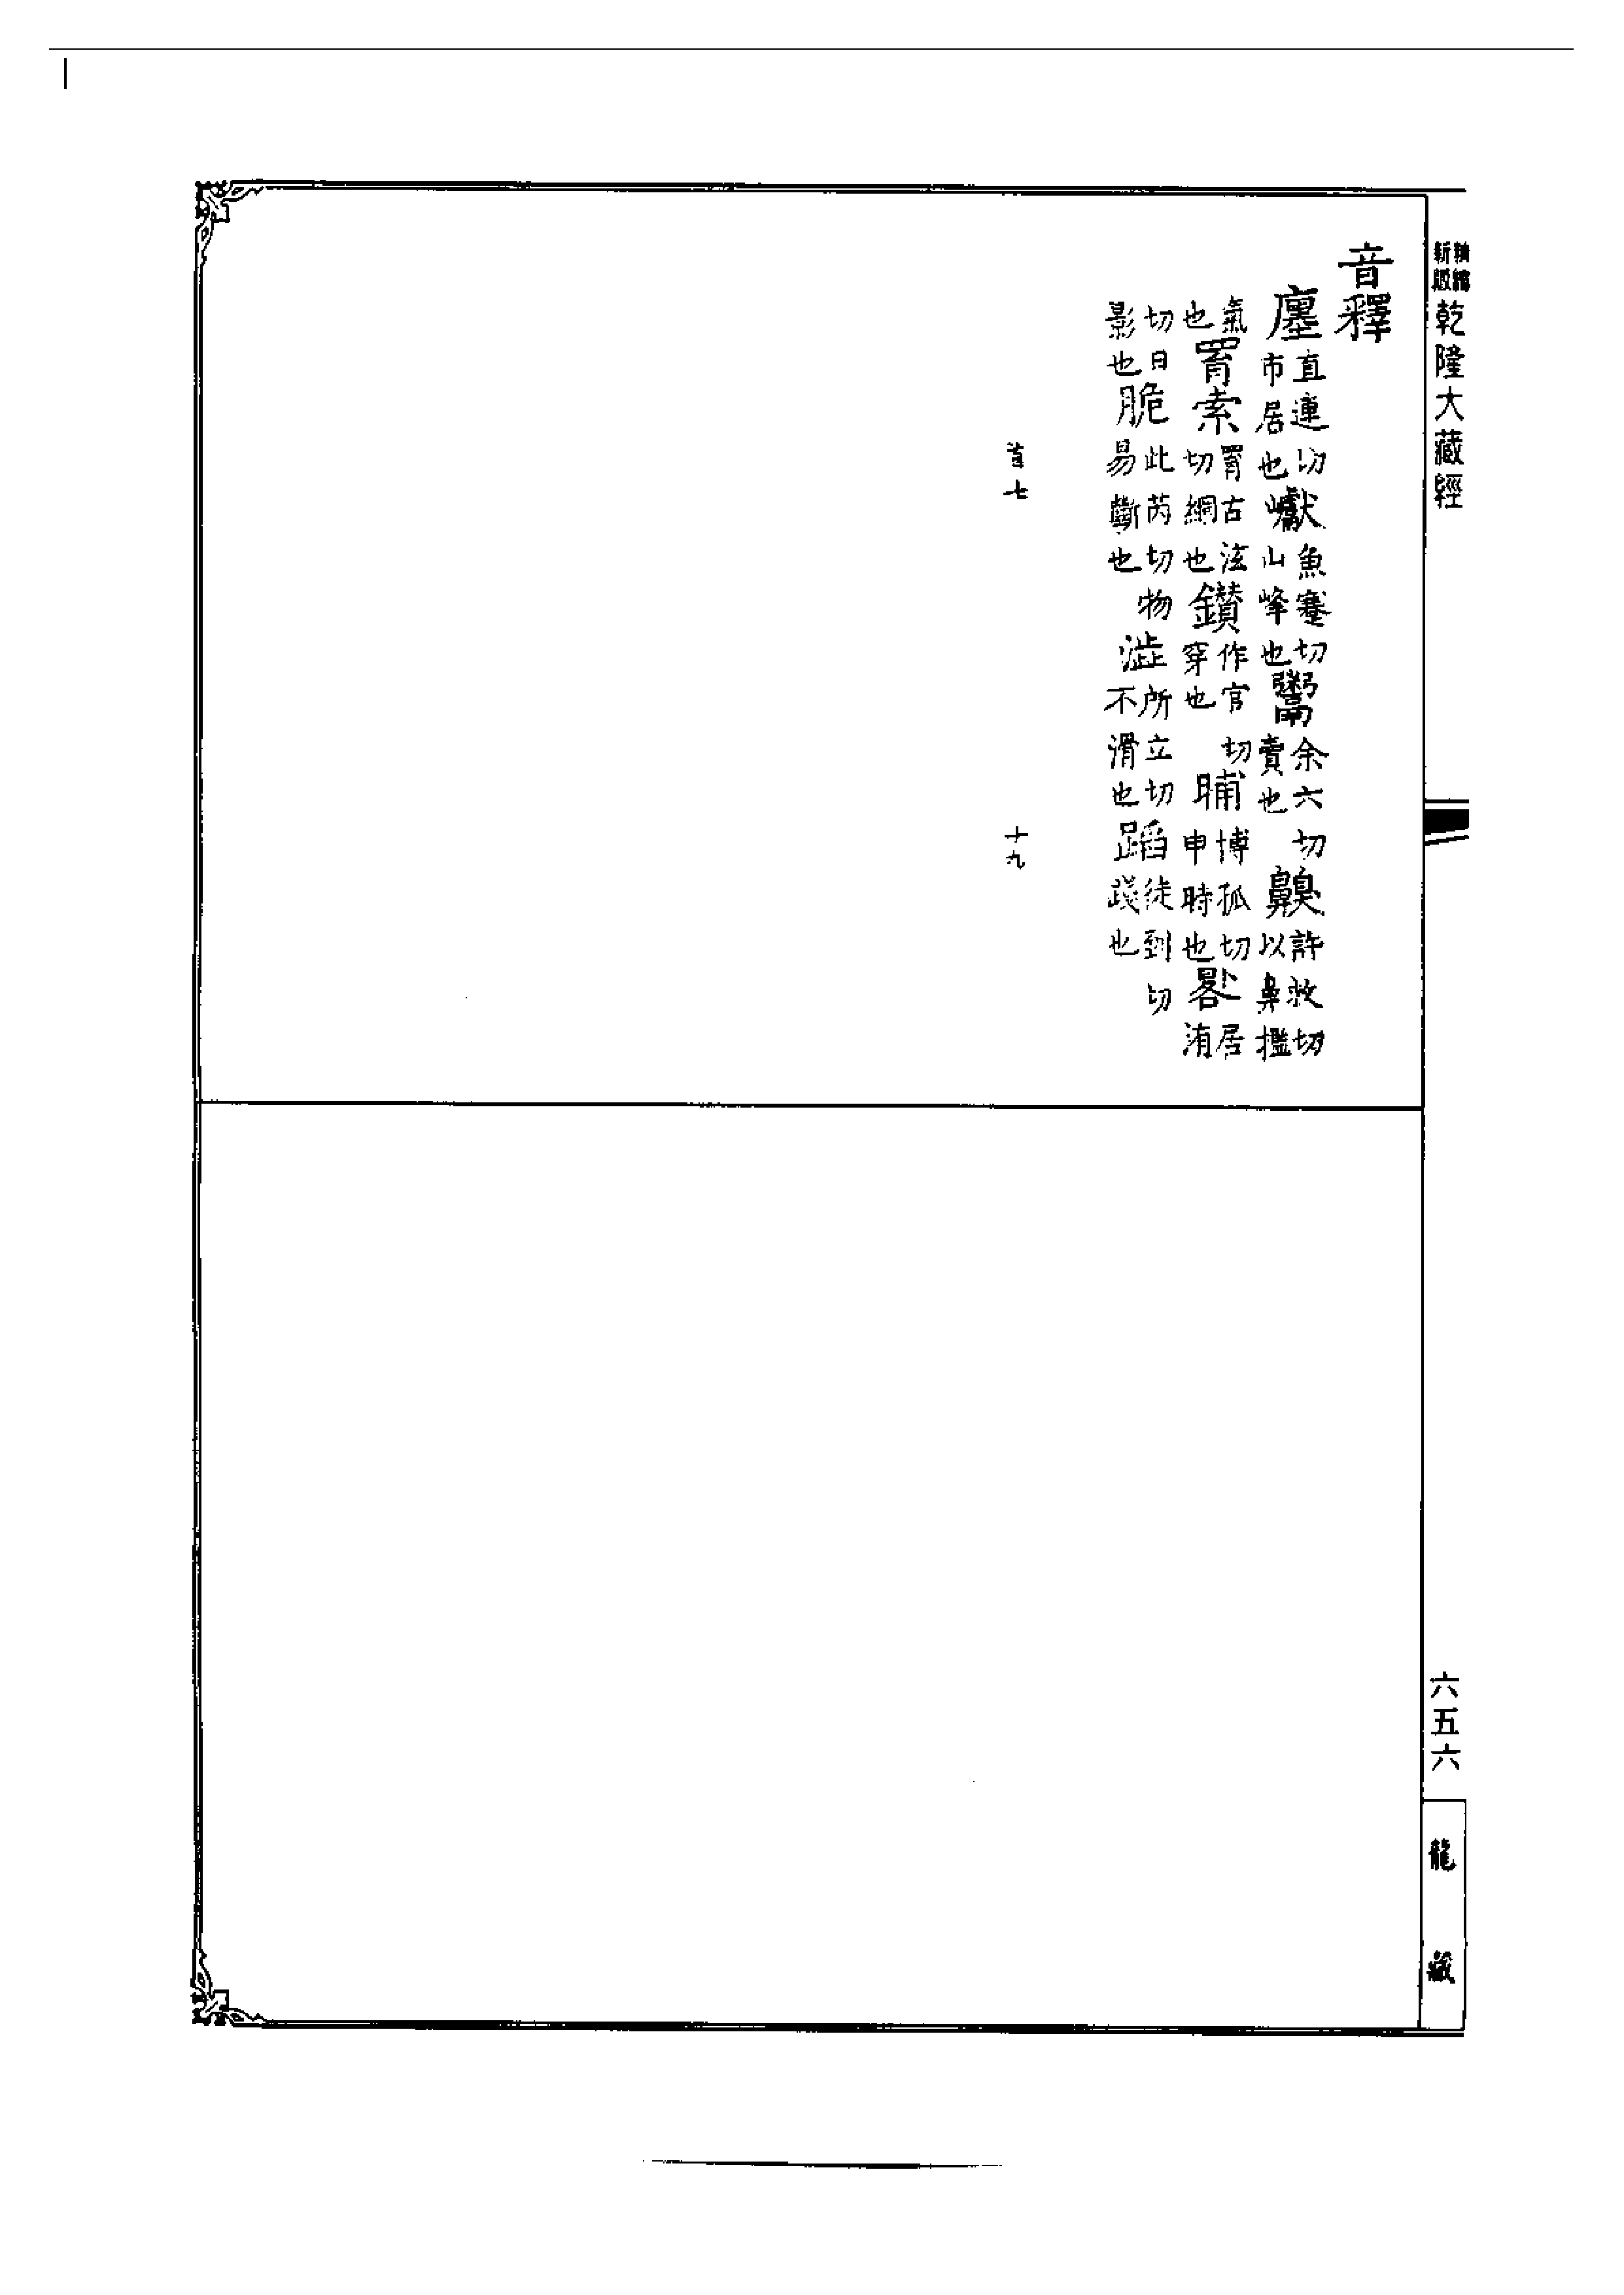 精編新版
乾隆大藏經
音釋
廛直連切市居也巘魚蹇切山峰也鬻余六切賣也齅許救切以鼻㩜
氣也罥索罥古泫切網也鑽作官切穿也晡博孤切申時也晷居洧
切日影也脆此芮切物易斷也澁所立切不滑也蹈徒到切踐也
首七
十九
六五六
龍藏